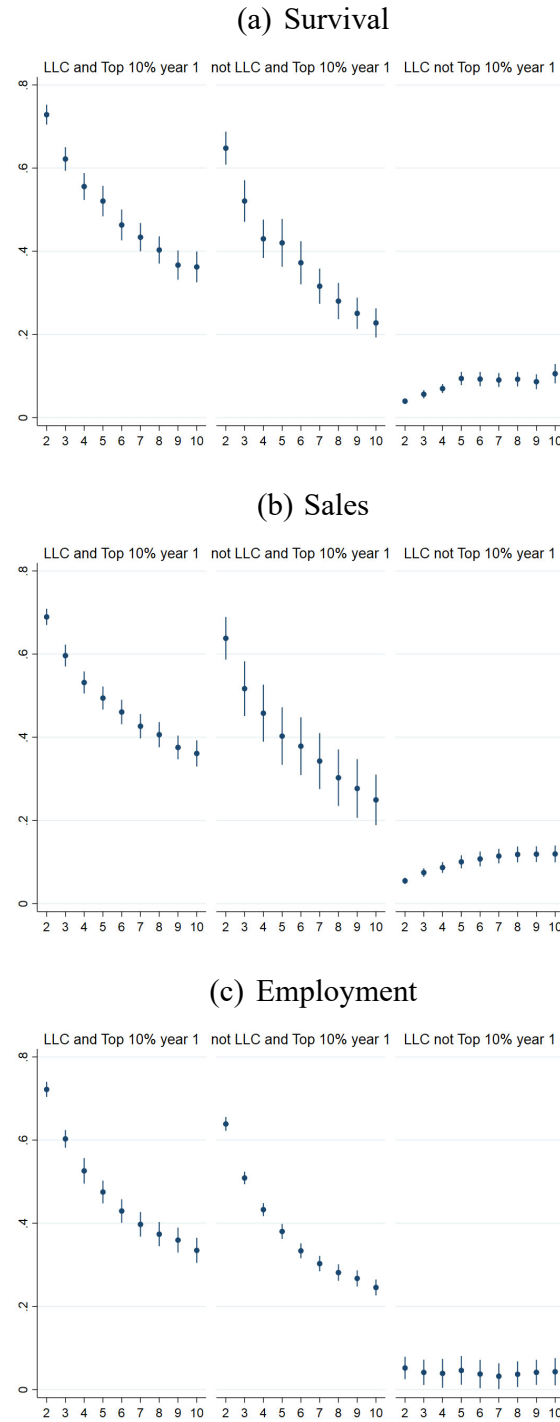 (a) Survival
LLC and Top 10% year 1 not LLC and Top 10% year 1 LLC not Top 10% year 1
.8
.6
.4
.2
0
2 3 4 5 6 7 8 9 10 2 3 4 5 6 7 8 9 10 2 3 4 5 6 7 8 9 10
(b) Sales
LLC and Top 10% year 1 not LLC and Top 10% year 1 LLC not Top 10% year 1
.8
.6
.4
.2
0
2 3 4 5 6 7 8 9 10 2 3 4 5 6 7 8 9 10 2 3 4 5 6 7 8 9 10
(c) Employment
LLC and Top 10% year 1 not LLC and Top 10% year 1 LLC not Top 10% year 1
.8
.6
.4
.2
0
2 3 4 5 6 7 8 9 10 2 3 4 5 6 7 8 9 10 2 3 4 5 6 7 8 9 10